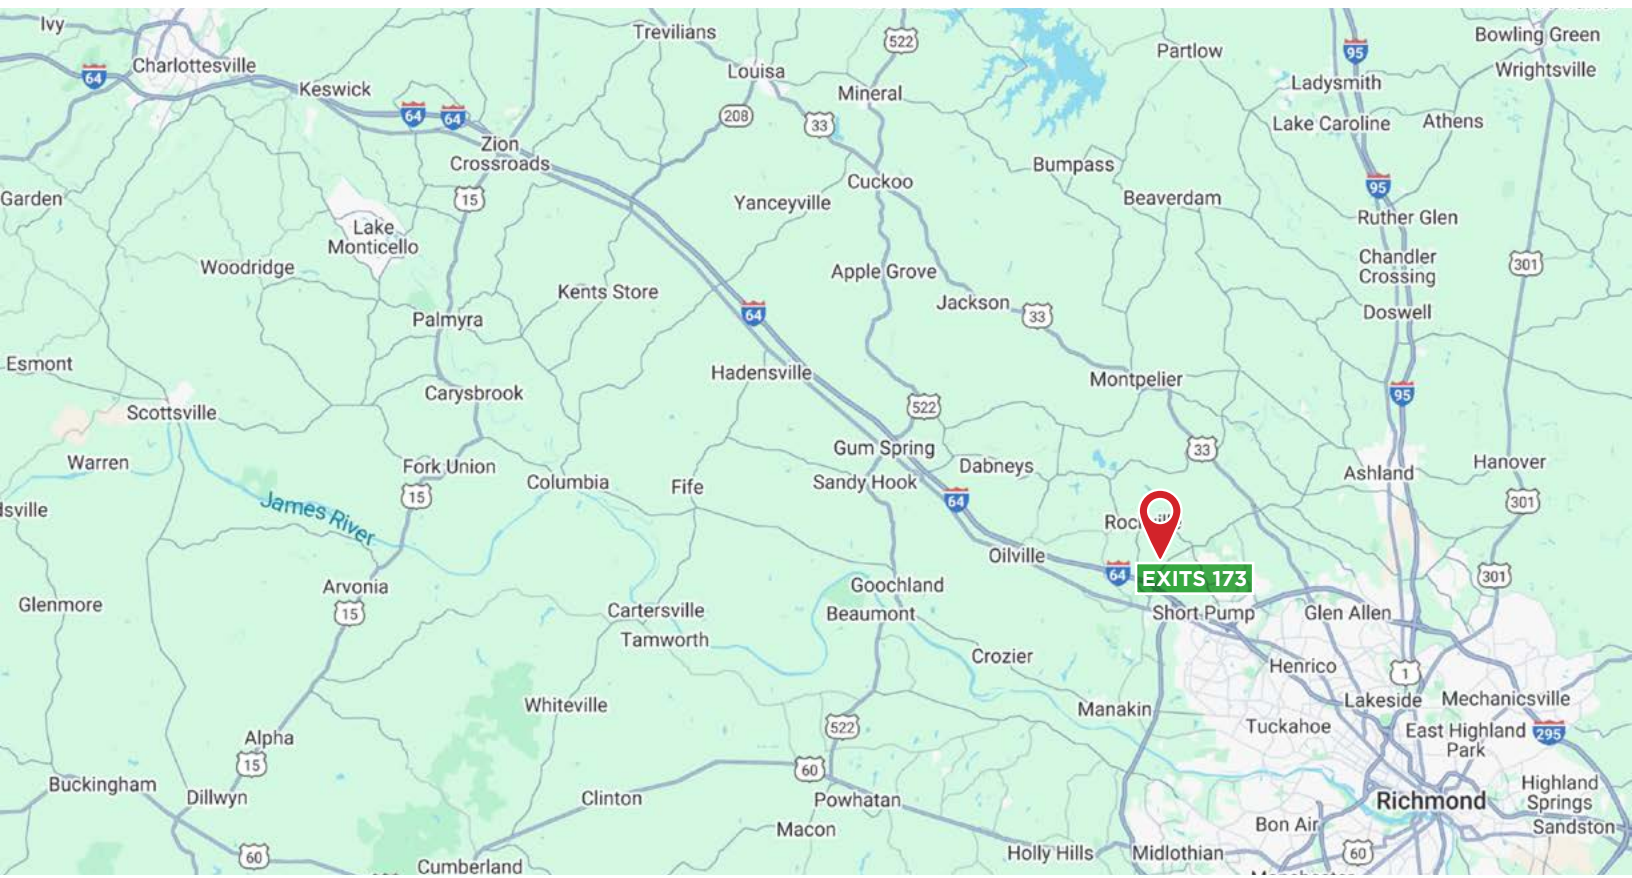 Ivy
Trevilians
522
Bowling Green
Partlow
95
Charlottesville
64
Louisa
Wrightsville
Keswick
Mineral
Ladysmith
64
64
208
33
Lake Caroline
Athens
Zion
Crossroads
Bumpass
Cuckoo
95
Garden
15
Yanceyville
Beaverdam
Ruther Glen
Lake
Monticello
Woodridge
Apple Grove
Chandler
Crossing
301
Kents Store
Jackson
33
64
Palmyra
Doswell
Esmont
Hadensville
Montpelier
Carysbrook
95
Scottsville
522
Gum Spring
33
Warren
Fork Union
Dabneys
Ashland
Hanover
Columbia
Fife
Sandy Hook
15
64
301
dsville
James River
Oilville
64
EXITS 173
301
Arvonia
Goochland
Glenmore
15
Cartersville
Beaumont
Short Pump
Glen Allen
Tamworth
Crozier
Henrico
1
Whiteville
Manakin
Lakeside
Mechanicsville
522
Tuckahoe
East Highland
Park
295
Alpha
15
60
Buckingham
Dillwyn
Clinton
Powhatan
Richmond
Highland
Springs
Macon
Bon Air
Sandston
60
Cumberland
Holly Hills
Midlothian
60